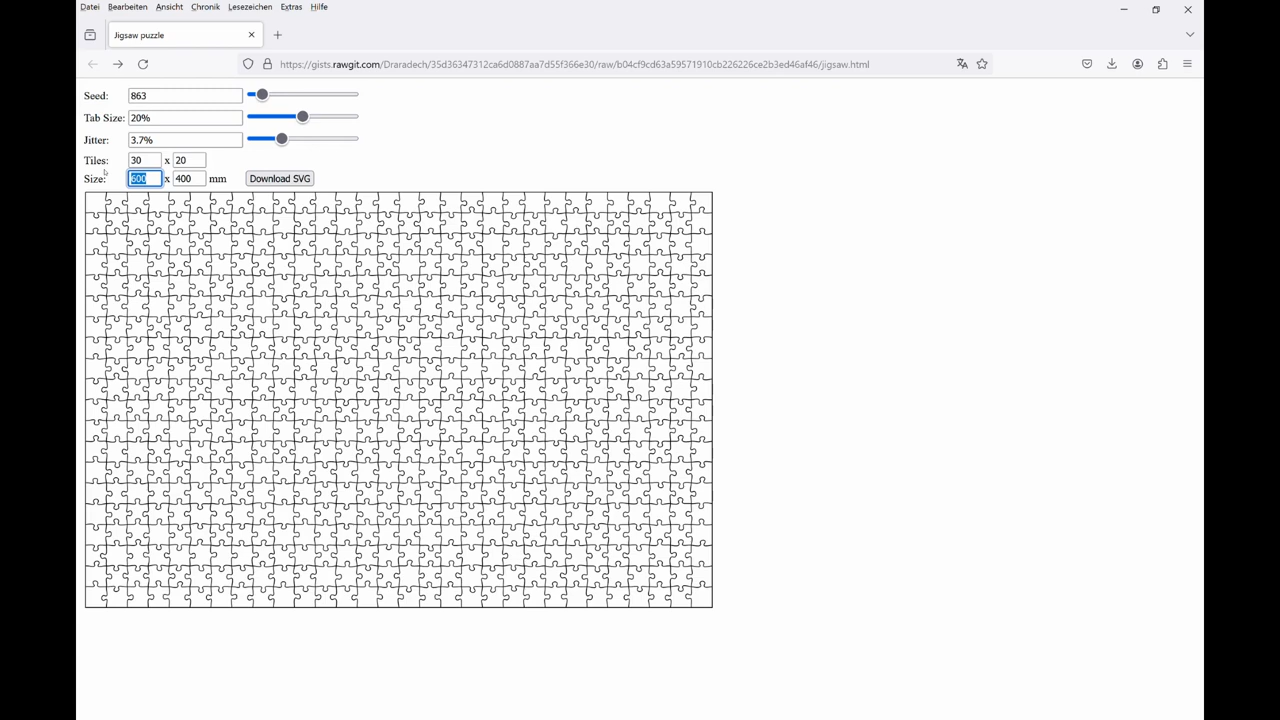 Datei Bearbeiten Ansicht Chronik Lesezeichen Extras Hilfe
Jigsaw puzzle
https://gists.rawgit.com/Draradech/35d36347312ca6d0887aa7d55f366e30/raw/b04cf9cd63a59571910cb226226ce2b3ed46af46/jigsaw.html
Seed: 863
Tab Size: 20%
Jitter: 3.7%
Tiles: 30 x 20
Size: 600 x 400 mm Download SVG